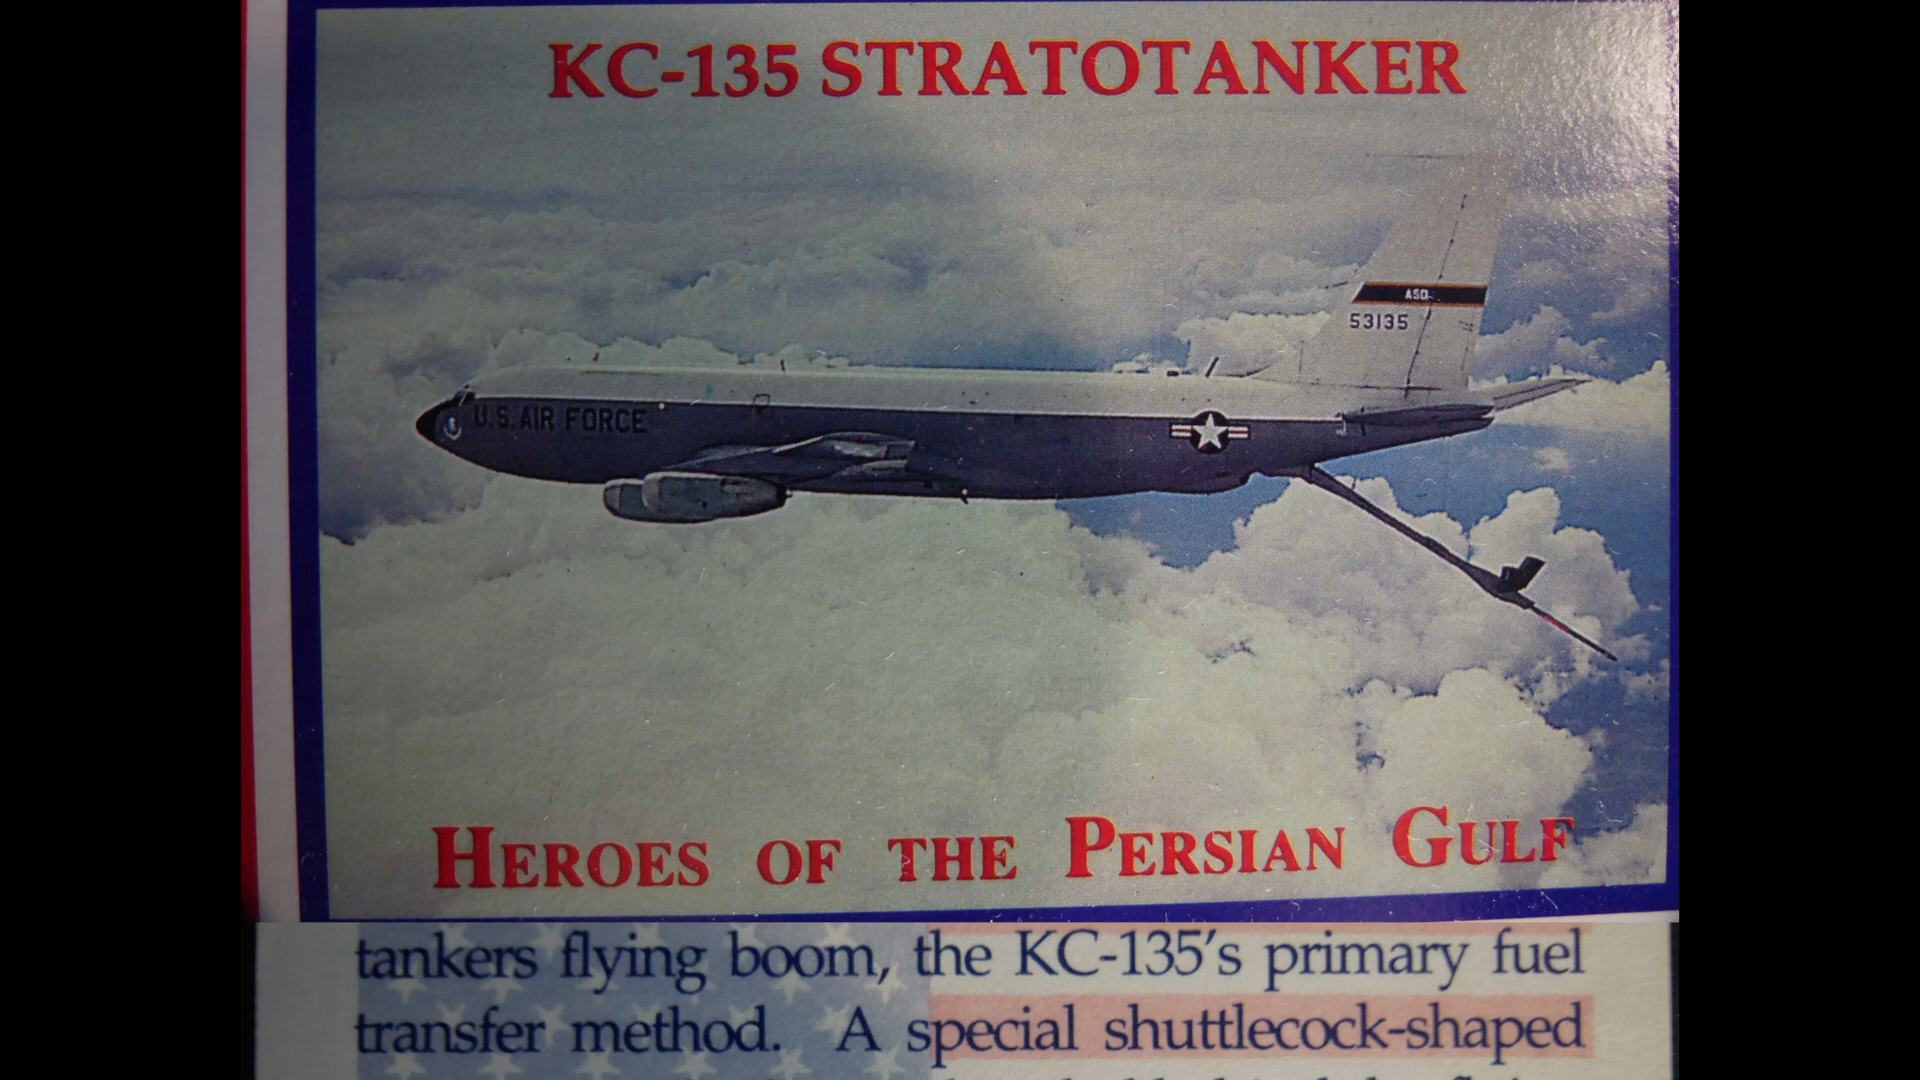 KC-135 STRATOTANKER
ASD
53135
U.S. AIR FORCE
HEROES OF THE PERSIAN GULF
tankers flying boom, the KC-135's primary fuel
transfer method. A special shuttlecock-shaped